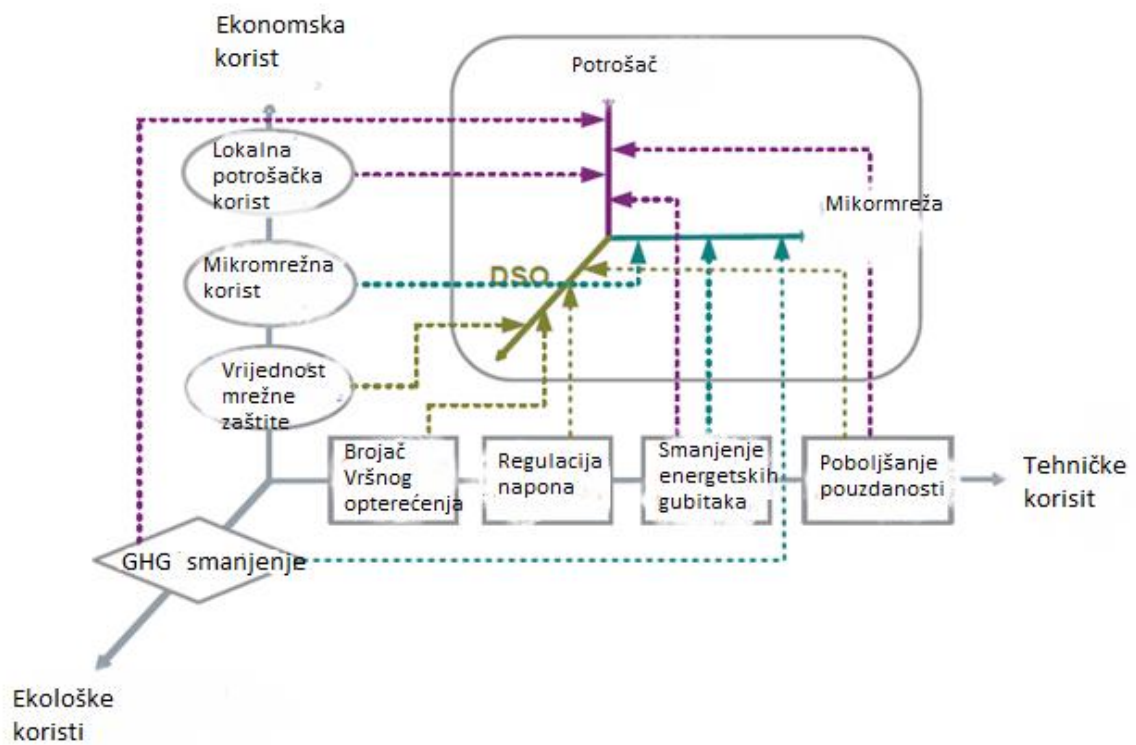 Ekonomska
korist
Potrošač
Lokalna
potrošačka
korist
Mikormreža
Mikromrežna
korist
DSO
Vrijednost
mrežne
zaštite
Brojač
Vršnog
opterećenja
Regulacija
napona
Smanjenje
energetskih
gubitaka
Poboljšanje
pouzdanosti
Tehničke
korisit
GHG smanjenje
Ekološke
koristi